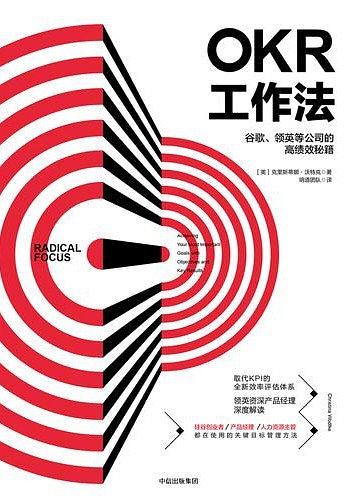 OKR
工作法
谷歌、领英等公司的
高绩效秘籍
[美] 克里斯蒂娜·沃特克 著
明道团队 译
RADICAL
FOCUS
Achieving
Your Most Important
Goals with
Objectives and
Key Results
取代KPI的
全新效率评估体系
领英资深产品经理
深度解读
Christina Wodtke
硅谷创业者/产品经理/人力资源主管
都在使用的关键目标管理方法
中信出版集团